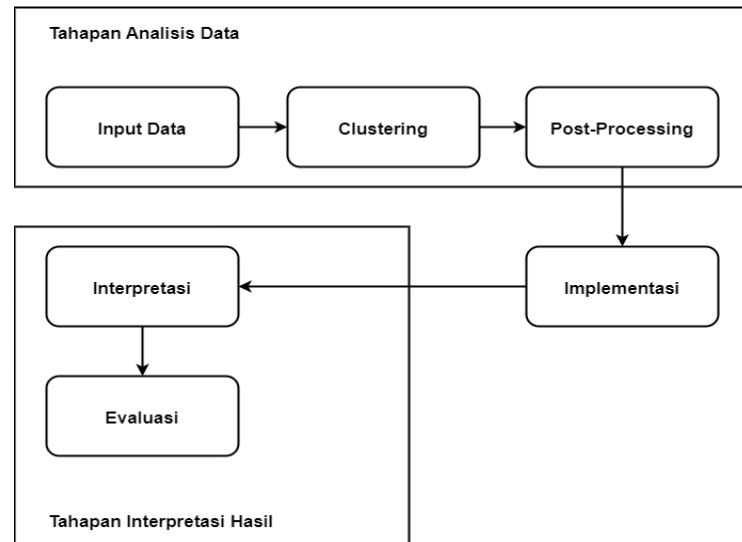 Tahapan Analisis Data
Input Data
Clustering
Post-Processing
Interpretasi
Implementasi
Evaluasi
Tahapan Interpretasi Hasil